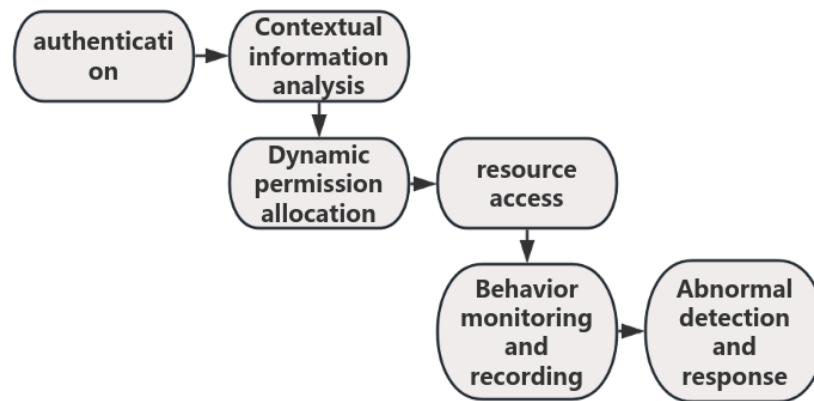 authenticati
on
Contextual
information
analysis
Dynamic
permission
allocation
resource
access
Behavior
monitoring
and
recording
Abnormal
detection
and
response